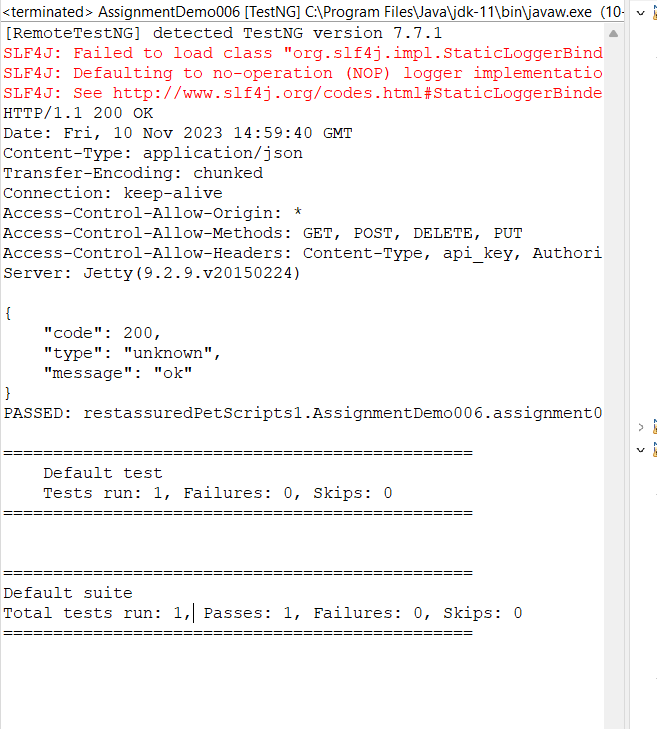 <terminated> AssignmentDemo006 [TestNG] C:\Program Files\Java\jdk-11\bin\javaw.exe (10-
[RemoteTestNG] detected TestNG version 7.7.1
SLF4J: Failed to load class "org.slf4j.impl.StaticLoggerBind
SLF4J: Defaulting to no-operation (NOP) logger implementatio
SLF4J: See http://www.slf4j.org/codes.html#StaticLoggerBinde
HTTP/1.1 200 OK
Date: Fri, 10 Nov 2023 14:59:40 GMT
Content-Type: application/json
Transfer-Encoding: chunked
Connection: keep-alive
Access-Control-Allow-Origin: *
Access-Control-Allow-Methods: GET, POST, DELETE, PUT
Access-Control-Allow-Headers: Content-Type, api_key, Authori
Server: Jetty(9.2.9.v20150224)
{
    "code": 200,
    "type": "unknown",
    "message": "ok"
}
PASSED: restassuredPetScripts1.AssignmentDemo006.assignment0
===============================================
    Default test
    Tests run: 1, Failures: 0, Skips: 0
===============================================
===============================================
Default suite
Total tests run: 1, Passes: 1, Failures: 0, Skips: 0
===============================================